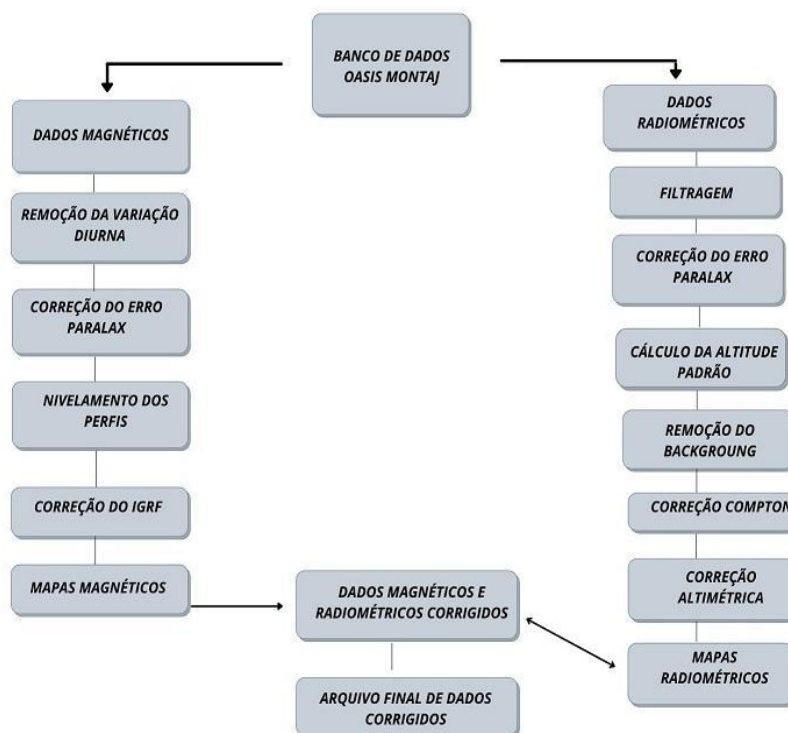 BANCO DE DADOS
OASIS MONTAJ
DADOS MAGNÉTICOS
REMOÇÃO DA VARIAÇÃO
DIURNA
CORREÇÃO DO ERRO
PARALAX
NIVELAMENTO DOS
PERFIS
CORREÇÃO DO IGRF
MAPAS MAGNÉTICOS
DADOS
RADIOMÉTRICOS
FILTRAGEM
CORREÇÃO DO ERRO
PARALAX
CÁLCULO DA ALTITUDE
PADRÃO
REMOÇÃO DO
BACKGROUNG
CORREÇÃO COMPTON
CORREÇÃO
ALTIMÉTRICA
MAPAS
RADIOMÉTRICOS
DADOS MAGNÉTICOS E
RADIOMÉTRICOS CORRIGIDOS
ARQUIVO FINAL DE DADOS
CORRIGIDOS